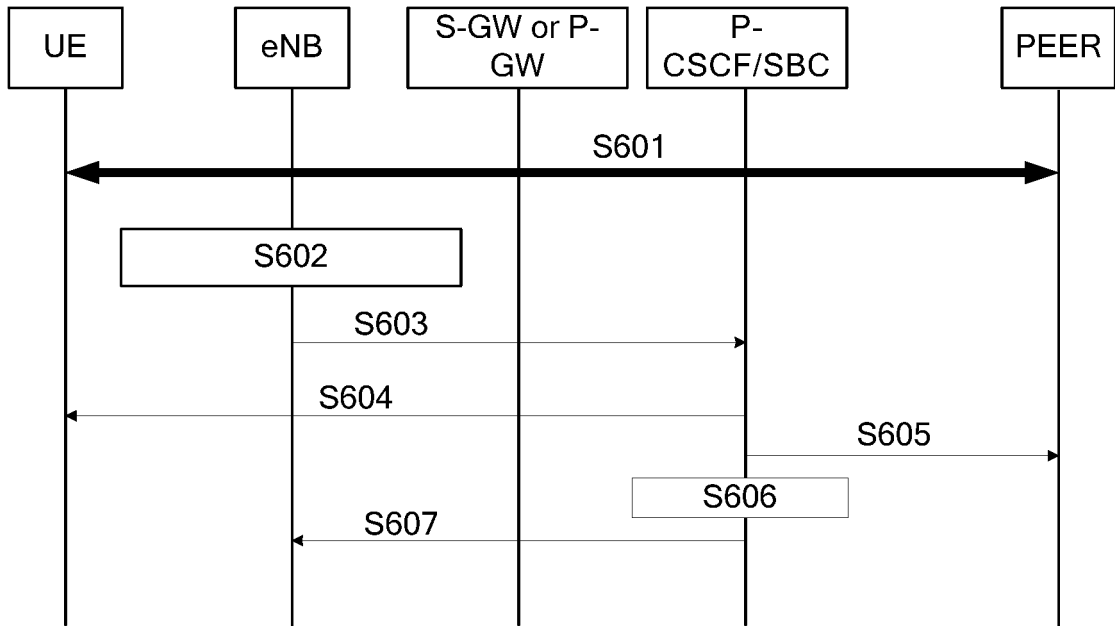 UE
eNB
S-GW or P-
GW
P-
CSCF/SBC
PEER
S601
S602
S603
S604
S605
S606
S607